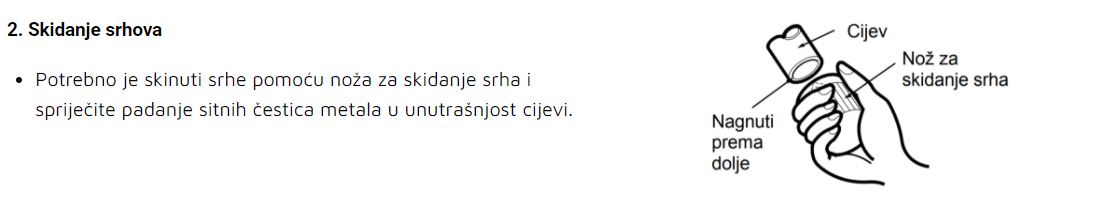 2. Skidanje srhova
• Potrebno je skinuti srhe pomoću noža za skidanje srha i
spriječite padanje sitnih čestica metala u unutrašnjost cijevi.
Cijev
Nož za
skidanje srha
Nagnuti
prema
dolje